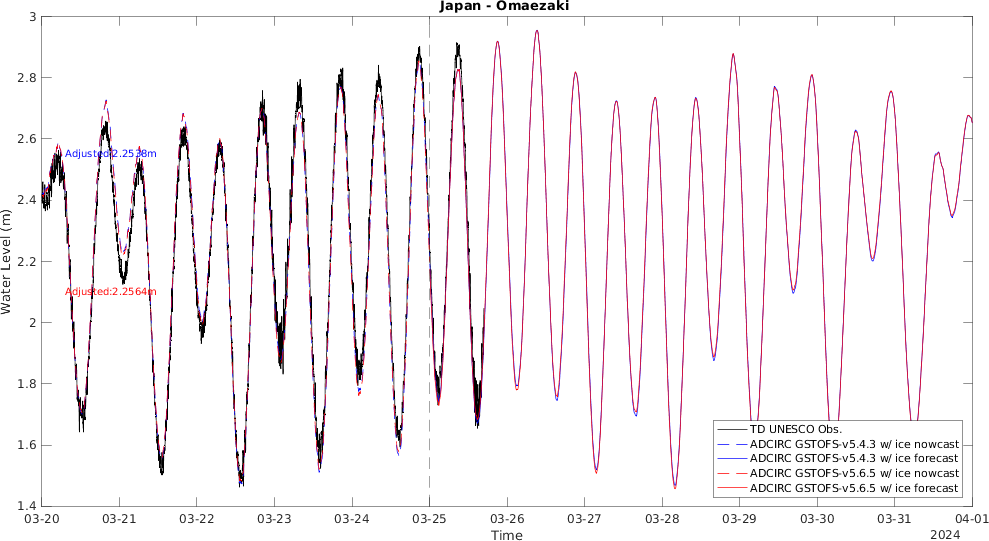 Japan - Omaezaki
3
2.8
2.6
2.4
2.2
2
1.8
1.6
1.4
Water Level (m)
Adjusted:2.2538m
Adjusted:2.2564m
TD UNESCO Obs.
ADCIRC GSTOFS-v5.4.3 w/ ice nowcast
ADCIRC GSTOFS-v5.4.3 w/ ice forecast
ADCIRC GSTOFS-v5.6.5 w/ ice nowcast
ADCIRC GSTOFS-v5.6.5 w/ ice forecast
03-20 03-21 03-22 03-23 03-24 03-25 03-26 03-27 03-28 03-29 03-30 03-31 04-01
Time
2024